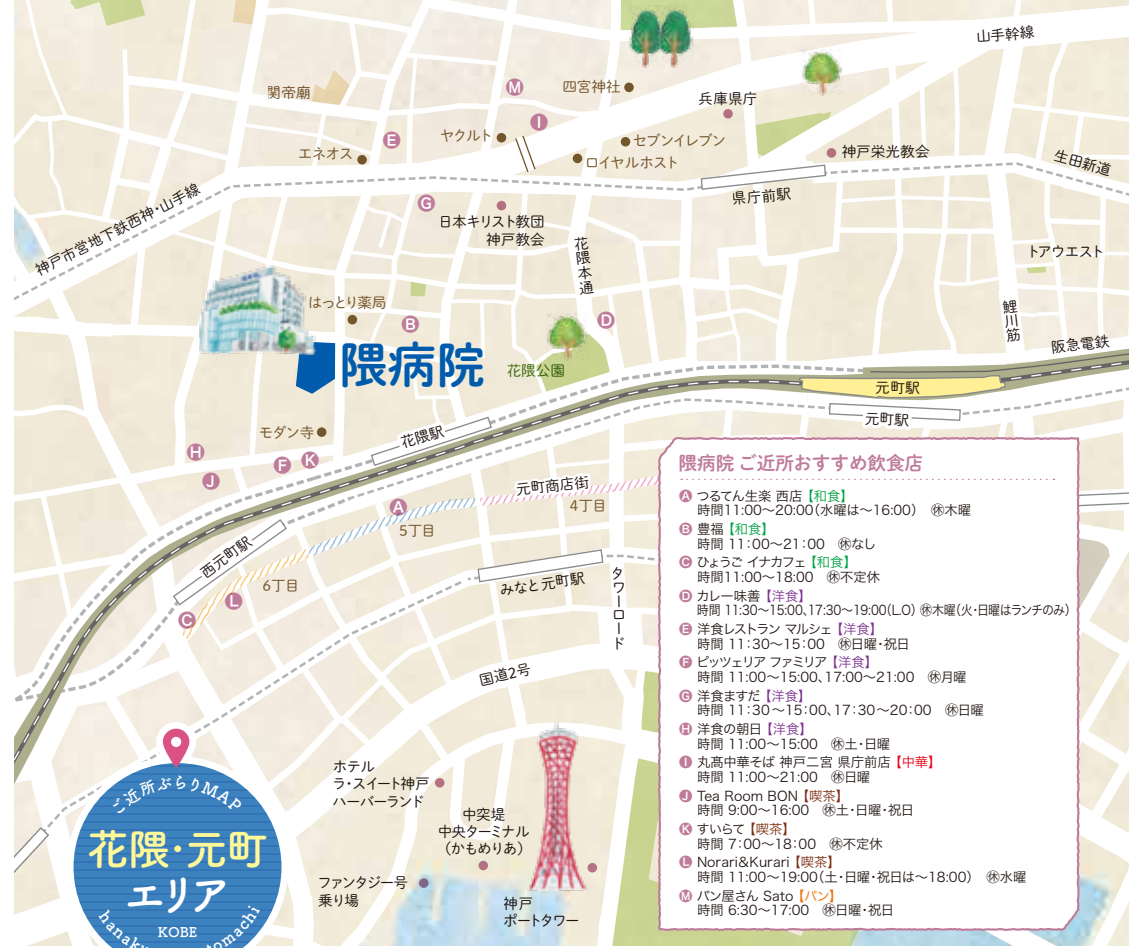 山手幹線
関帝廟
M
四宮神社
兵庫県庁
I
ヤクルト
E
セブンイレブン
エネオス
ロイヤルホスト
神戸栄光教会
生田新道
県庁前駅
神戸市営地下鉄西神・山手線
G
日本キリスト教団
神戸教会
花隈本通
トアウエスト
はっとり薬局
B
D
鯉川筋
隈病院
花隈公園
阪急電鉄
元町駅
元町駅
モダン寺
花隈駅
H
F
K
J
元町商店街
A
4丁目
5丁目
西元町駅
6丁目
みなと元町駅
タワーロード
L
C
国道2号
ホテル
ラ・スイート神戸
ハーバーランド
中突堤
中央ターミナル
(かもめりあ)
ファンタジー号
乗り場
神戸
ポートタワー
ご近所ぶらりMAP
花隈・元町
エリア
KOBE
隈病院 ご近所おすすめ飲食店
A つるてん生楽 西店【和食】
時間11:00〜20:00(水曜は〜16:00) ㊡木曜
B 豊福【和食】
時間 11:00〜21:00 ㊡なし
C ひょうご イナカフェ【和食】
時間11:00〜18:00 ㊡不定休
D カレー味善【洋食】
時間 11:30〜15:00、17:30〜19:00(L.O) ㊡木曜(火・日曜はランチのみ)
E 洋食レストラン マルシェ【洋食】
時間 11:30〜15:00 ㊡日曜・祝日
F ピッツェリア ファミリア【洋食】
時間 11:00〜15:00、17:00〜21:00 ㊡月曜
G 洋食ますだ【洋食】
時間 11:30〜15:00、17:30〜20:00 ㊡日曜
H 洋食の朝日【洋食】
時間 11:00〜15:00 ㊡土・日曜
I 丸髙中華そば 神戸二宮 県庁前店【中華】
時間 11:00〜21:00 ㊡日曜
J Tea Room BON【喫茶】
時間 9:00〜16:00 ㊡土・日曜・祝日
K すいらて【喫茶】
時間 7:00〜18:00 ㊡不定休
L Norari&Kurari【喫茶】
時間 11:00〜19:00(土・日曜・祝日は〜18:00) ㊡水曜
M パン屋さん Sato【パン】
時間 6:30〜17:00 ㊡日曜・祝日